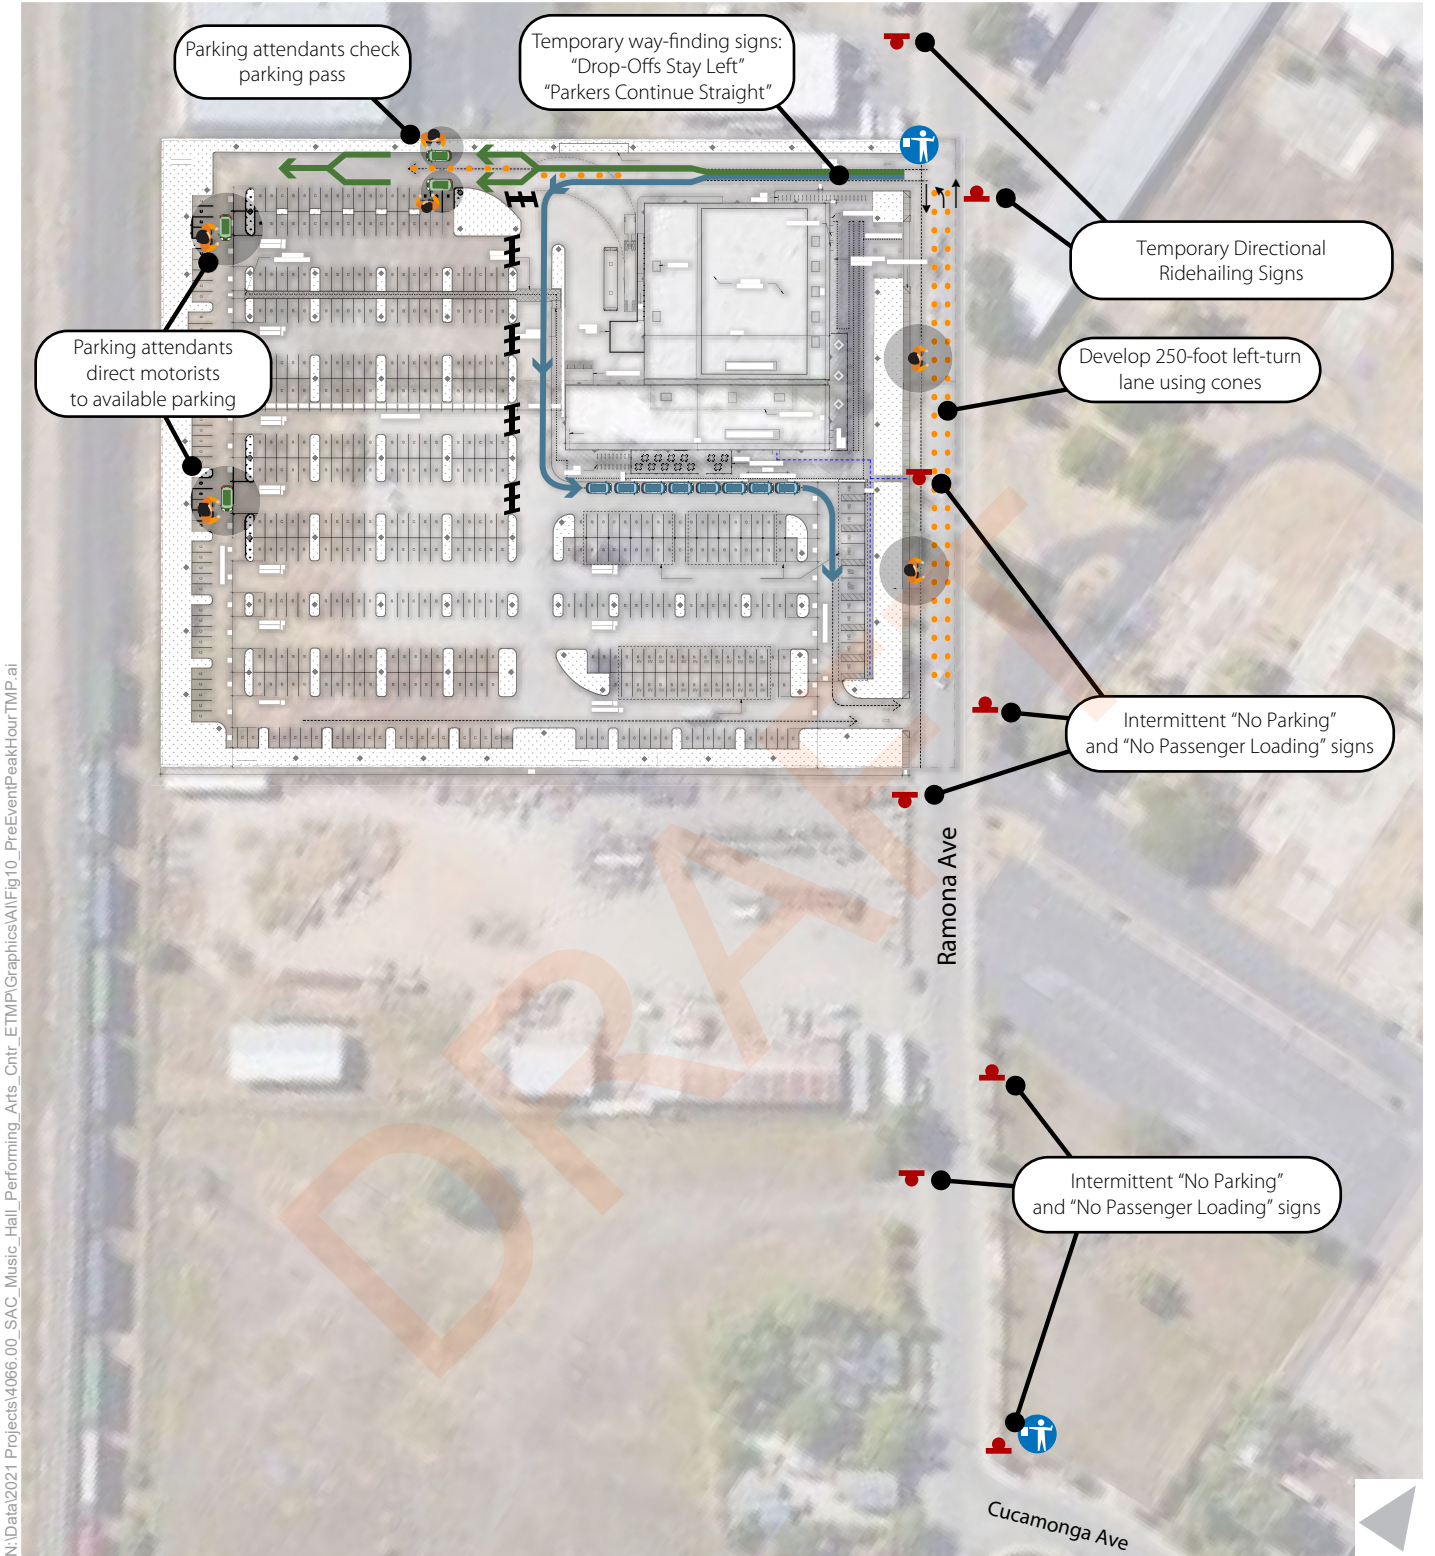 Parking attendants check
parking pass
Temporary way-finding signs:
“Drop-Offs Stay Left”
“Parkers Continue Straight”
Temporary Directional
Ridehailing Signs
Parking attendants
direct motorists
to available parking
Develop 250-foot left-turn
lane using cones
Intermittent “No Parking”
and “No Passenger Loading” signs
Ramona Ave
Intermittent “No Parking”
and “No Passenger Loading” signs
Cucamonga Ave
DRAFT
N:\Data\2021 Projects\4066.00_SAC_Music_Hall_Performing_Arts_Cntr_ETMP\Graphics\AI\Fig10_PreEventPeakHourTMP.ai